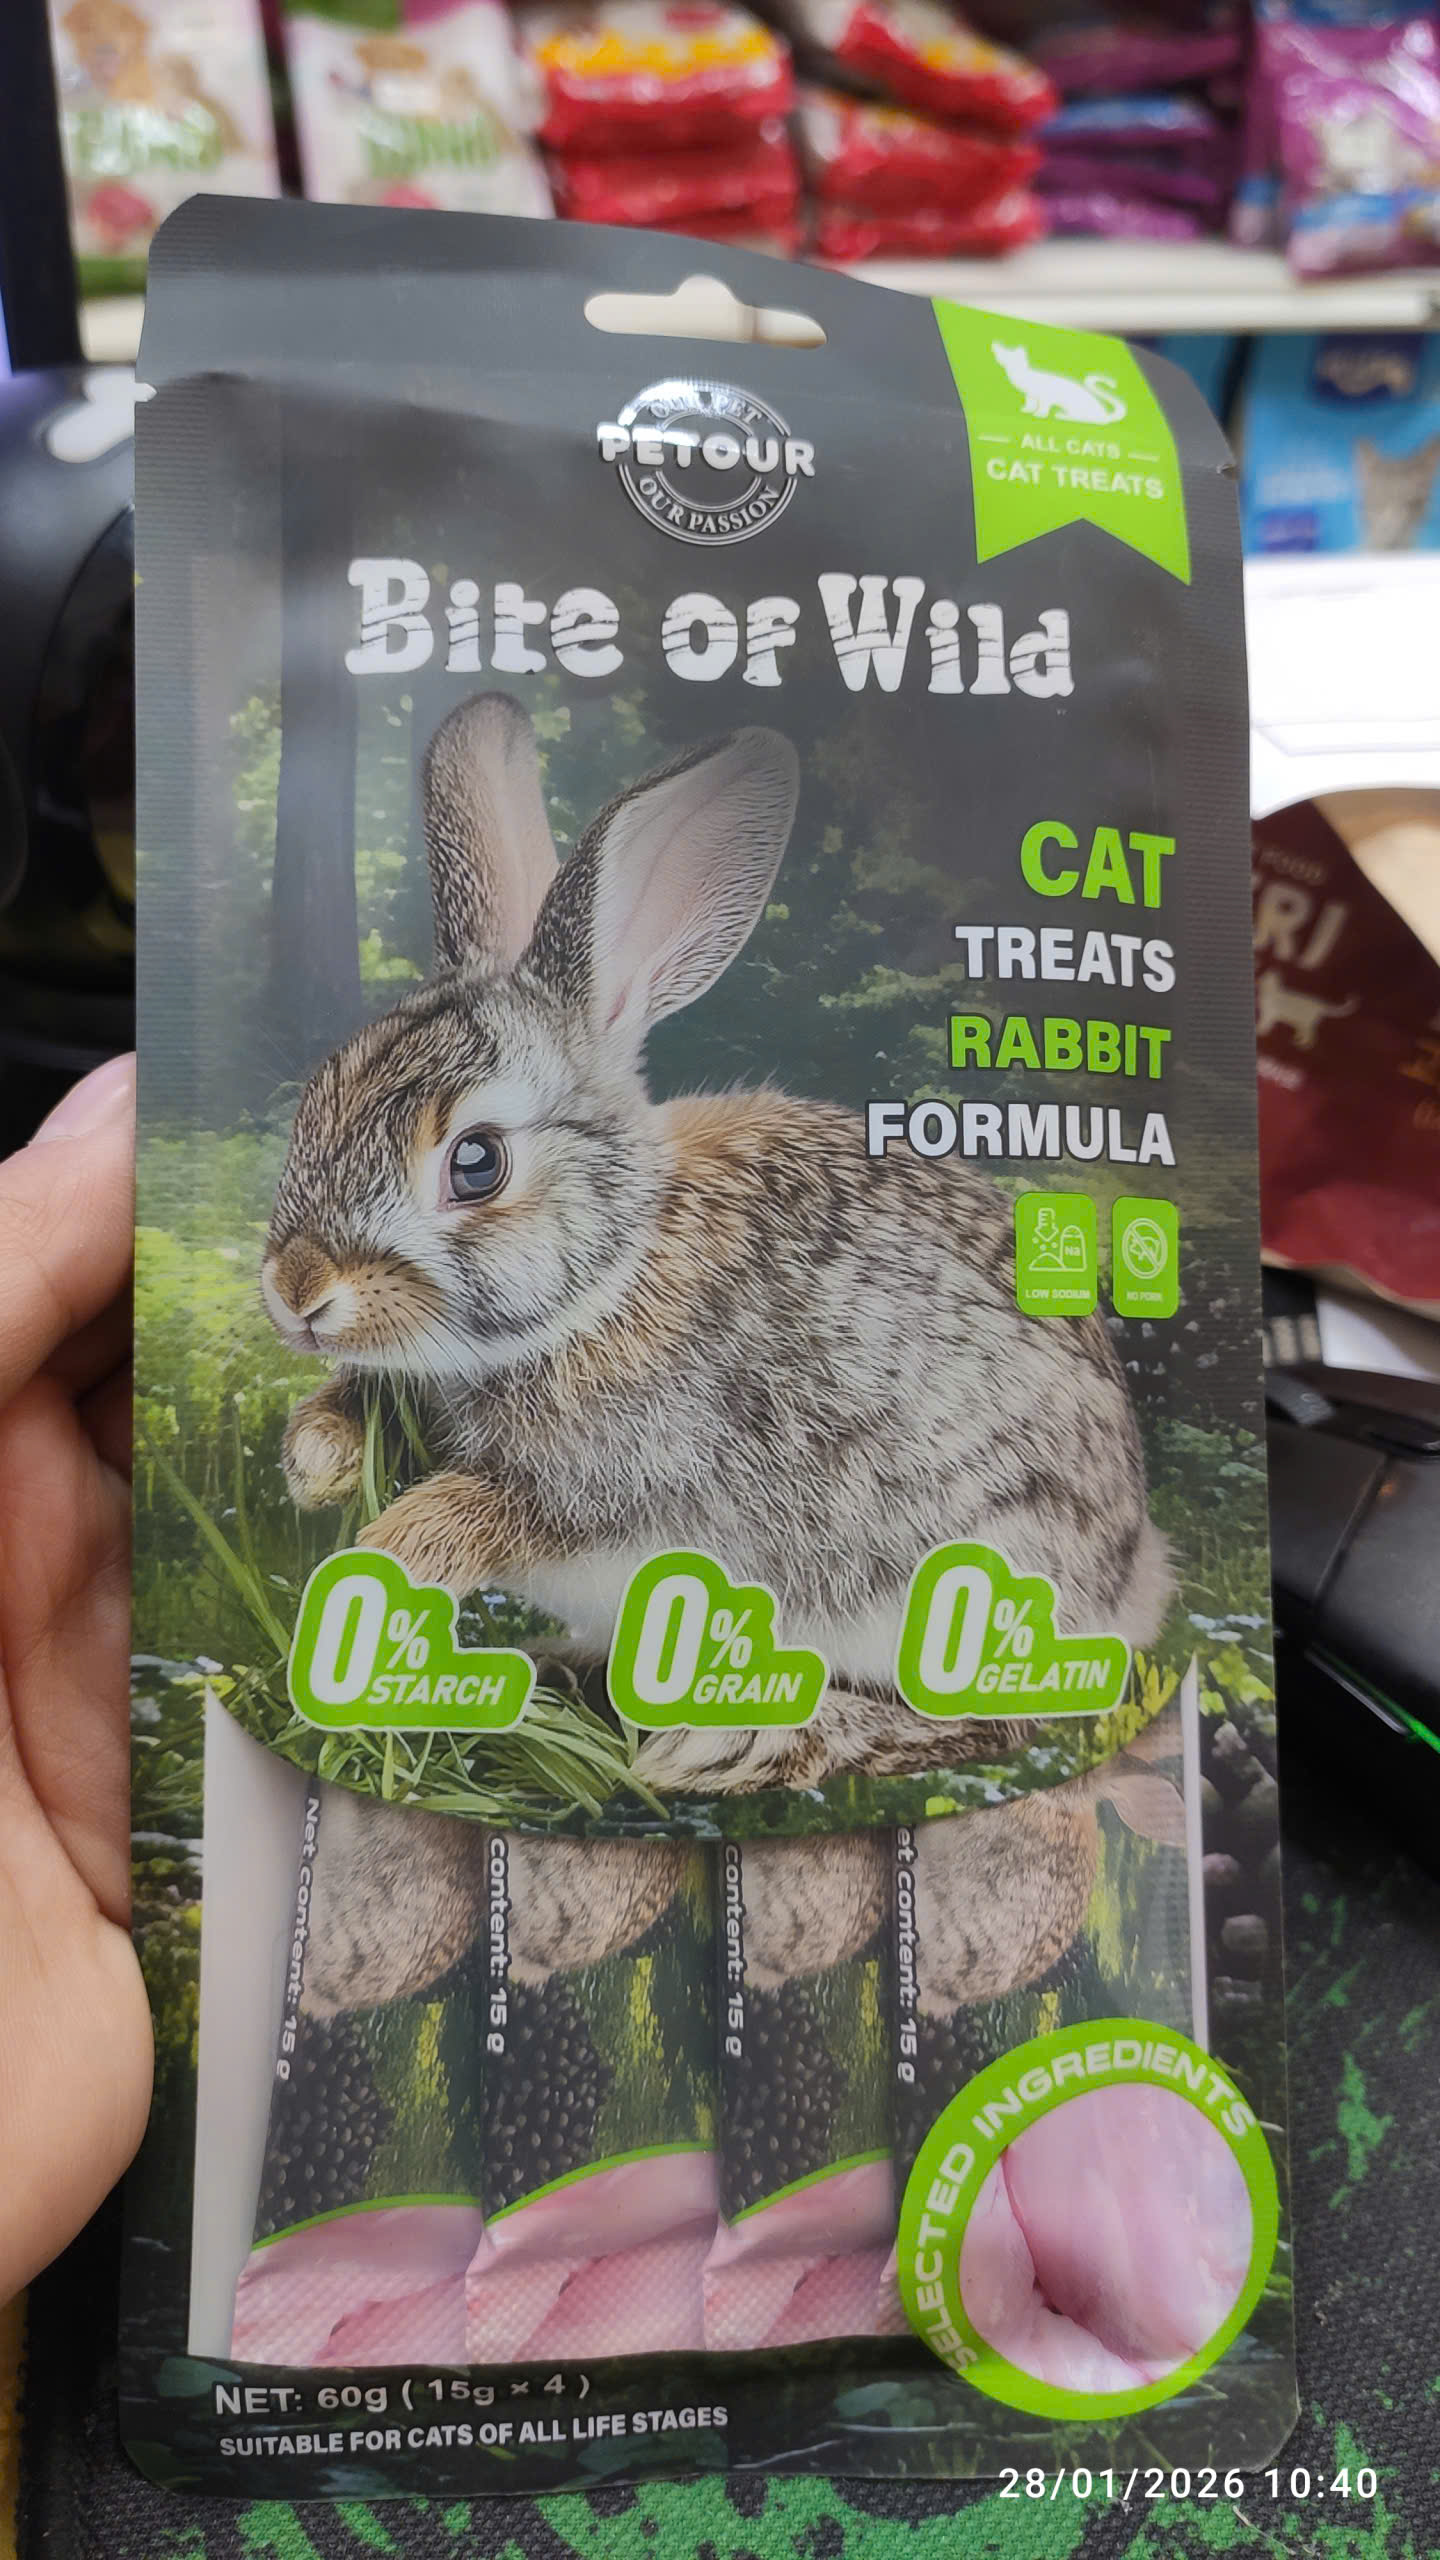 OUR PET
PETOUR
OUR PASSION
ALL CATS
CAT TREATS
Bite of Wild
CAT
TREATS
RABBIT
FORMULA
Na
LOW SODIUM
NO PORK
0% STARCH
0% GRAIN
0% GELATIN
Net content: 15 g
content: 15 g
content: 15 g
et content: 15 g
SELECTED INGREDIENTS
NET: 60g ( 15g × 4 )
SUITABLE FOR CATS OF ALL LIFE STAGES
28/01/2026 10:40